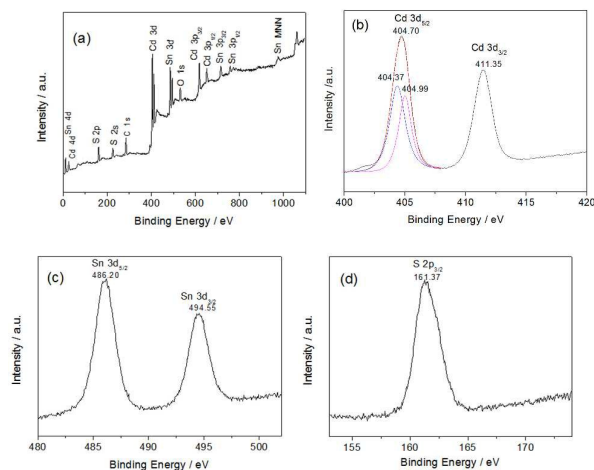 (a)
Sn 4d
Cd 4d
S 2p
S 2s
C 1s
Cd 3d
Sn 3d
O 1s
Cd 3p3/2
Cd 3p1/2
Sn 3p3/2
Sn 3p1/2
Sn MNN
Intensity / a.u.
0 200 400 600 800 1000
Binding Energy / eV
(b)
Cd 3d5/2
404.70
404.37
404.99
Cd 3d3/2
411.35
Intensity / a.u.
400 405 410 415 420
Binding Energy / eV
(c)
Sn 3d5/2
486.20
Sn 3d3/2
494.55
Intensity / a.u.
480 485 490 495 500
Binding Energy / eV
(d)
S 2p3/2
161.37
Intensity / a.u.
155 160 165 170
Binding Energy / eV